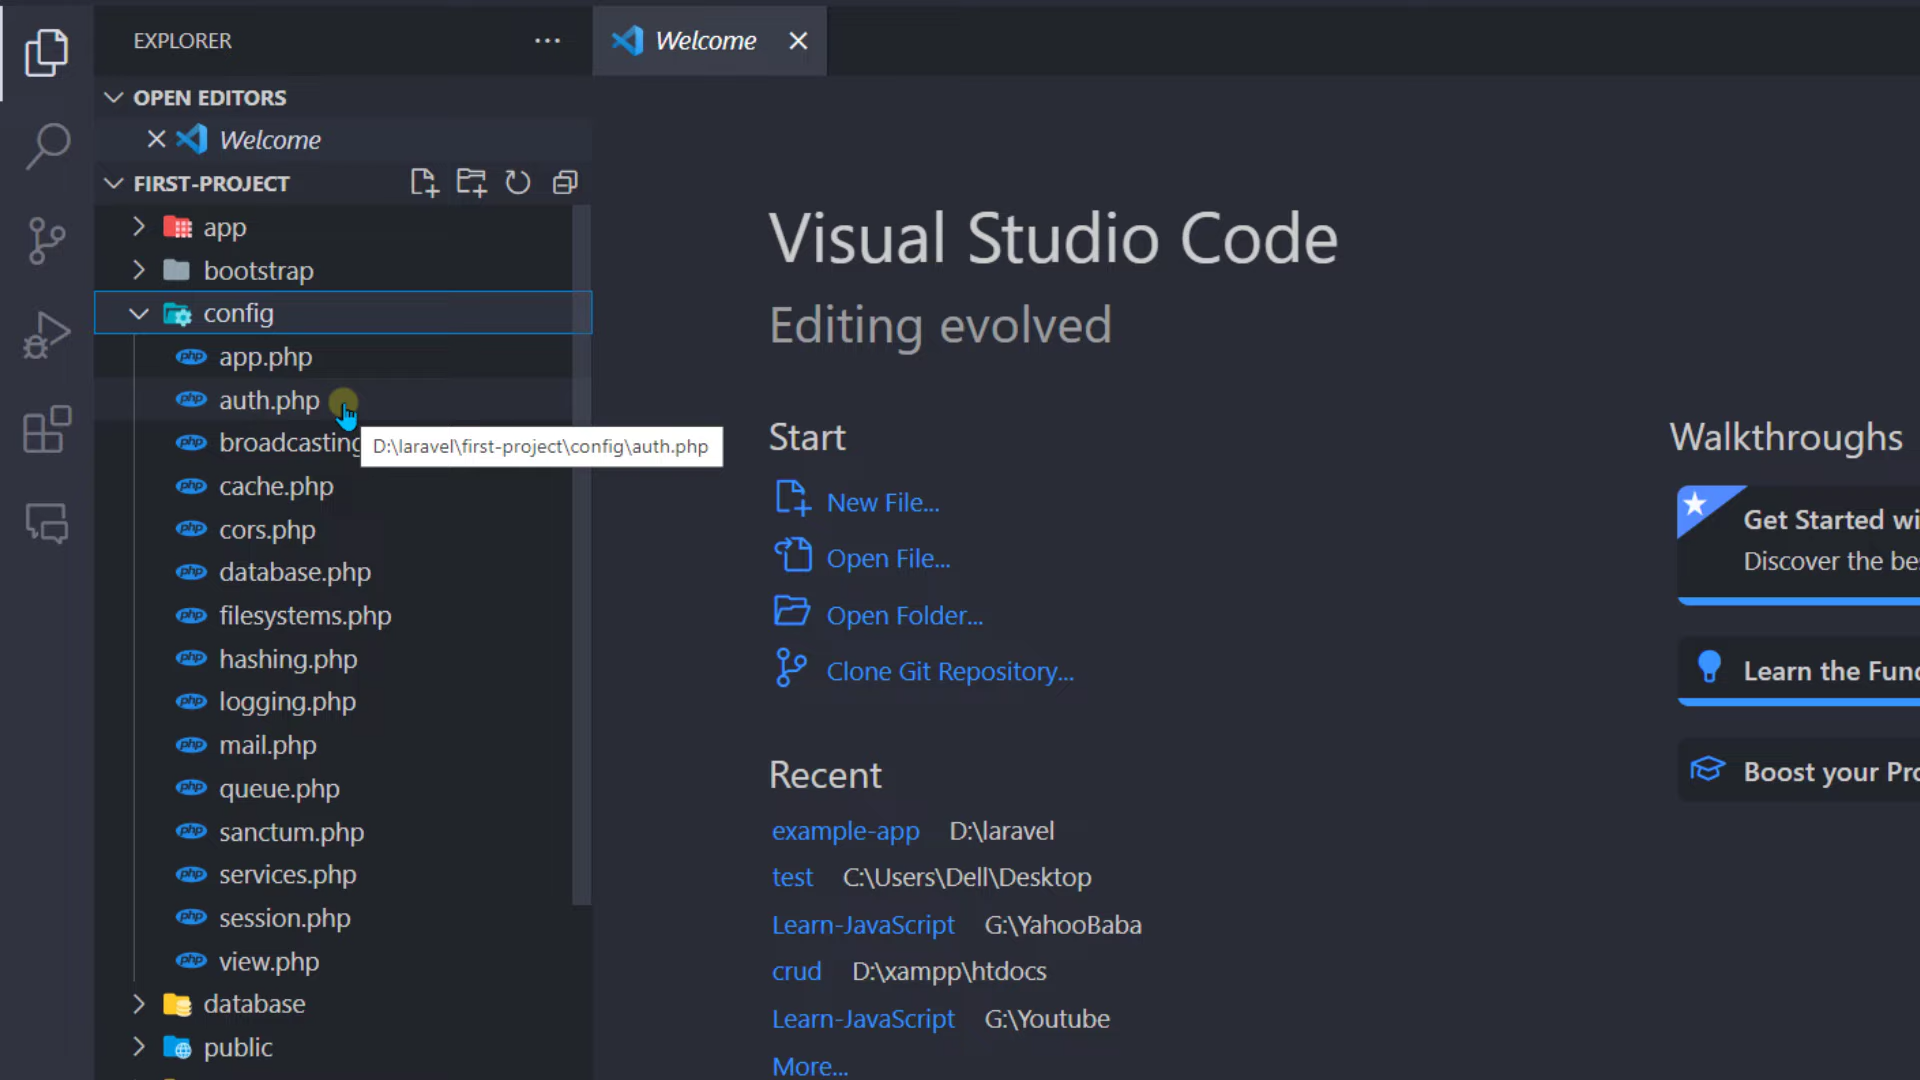 EXPLORER
Welcome
OPEN EDITORS
Welcome
FIRST-PROJECT
app
bootstrap
config
app.php
auth.php
broadcasting
D:\laravel\first-project\config\auth.php
cache.php
cors.php
database.php
filesystems.php
hashing.php
logging.php
mail.php
queue.php
sanctum.php
services.php
session.php
view.php
database
public
Visual Studio Code
Editing evolved
Start
New File...
Open File...
Open Folder...
Clone Git Repository...
Recent
example-app D:\laravel
test C:\Users\Dell\Desktop
Learn-JavaScript G:\YahooBaba
crud D:\xampp\htdocs
Learn-JavaScript G:\Youtube
More...
Walkthroughs
Get Started wi
Discover the be
Learn the Fun
Boost your Pro